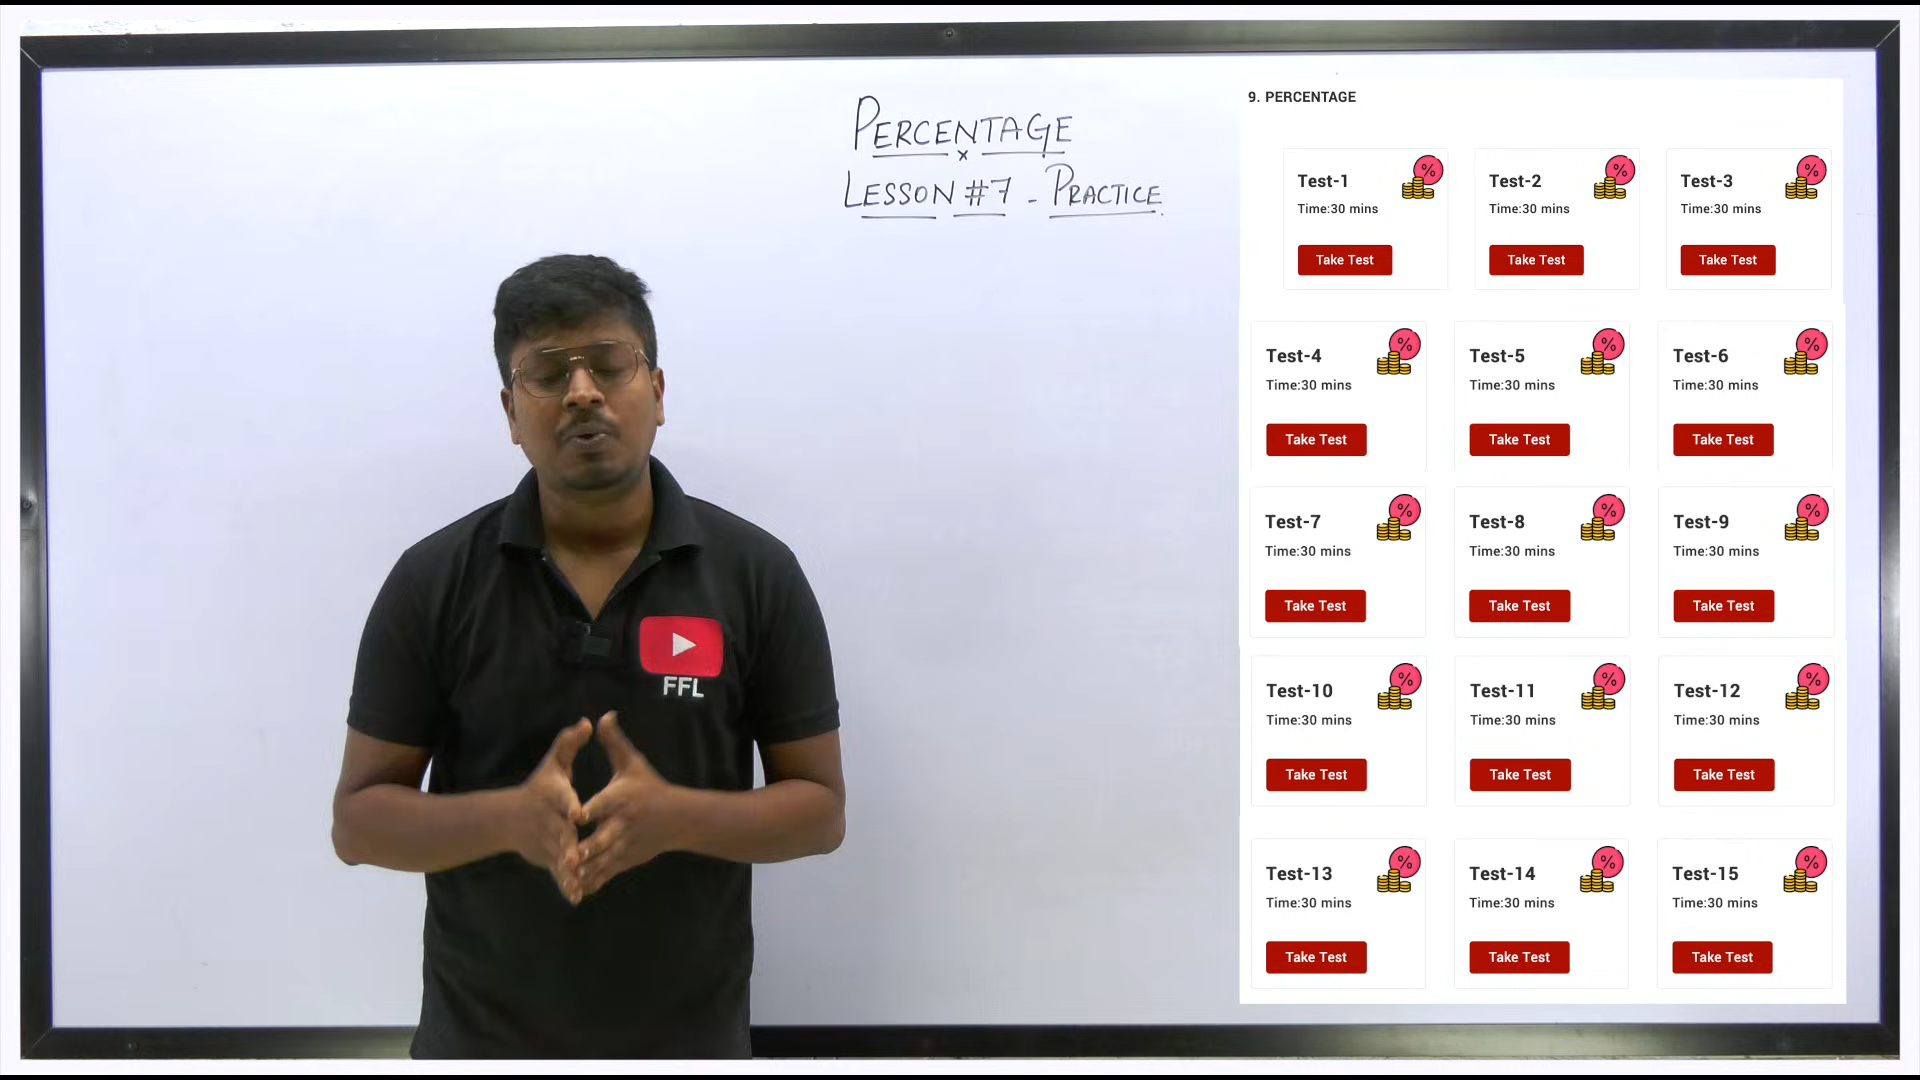 PERCENTAGE
LESSON #7 - PRACTICE
FFL
9. PERCENTAGE
Test-1
Time:30 mins
Take Test
Test-2
Time:30 mins
Take Test
Test-3
Time:30 mins
Take Test
Test-4
Time:30 mins
Take Test
Test-5
Time:30 mins
Take Test
Test-6
Time:30 mins
Take Test
Test-7
Time:30 mins
Take Test
Test-8
Time:30 mins
Take Test
Test-9
Time:30 mins
Take Test
Test-10
Time:30 mins
Take Test
Test-11
Time:30 mins
Take Test
Test-12
Time:30 mins
Take Test
Test-13
Time:30 mins
Take Test
Test-14
Time:30 mins
Take Test
Test-15
Time:30 mins
Take Test